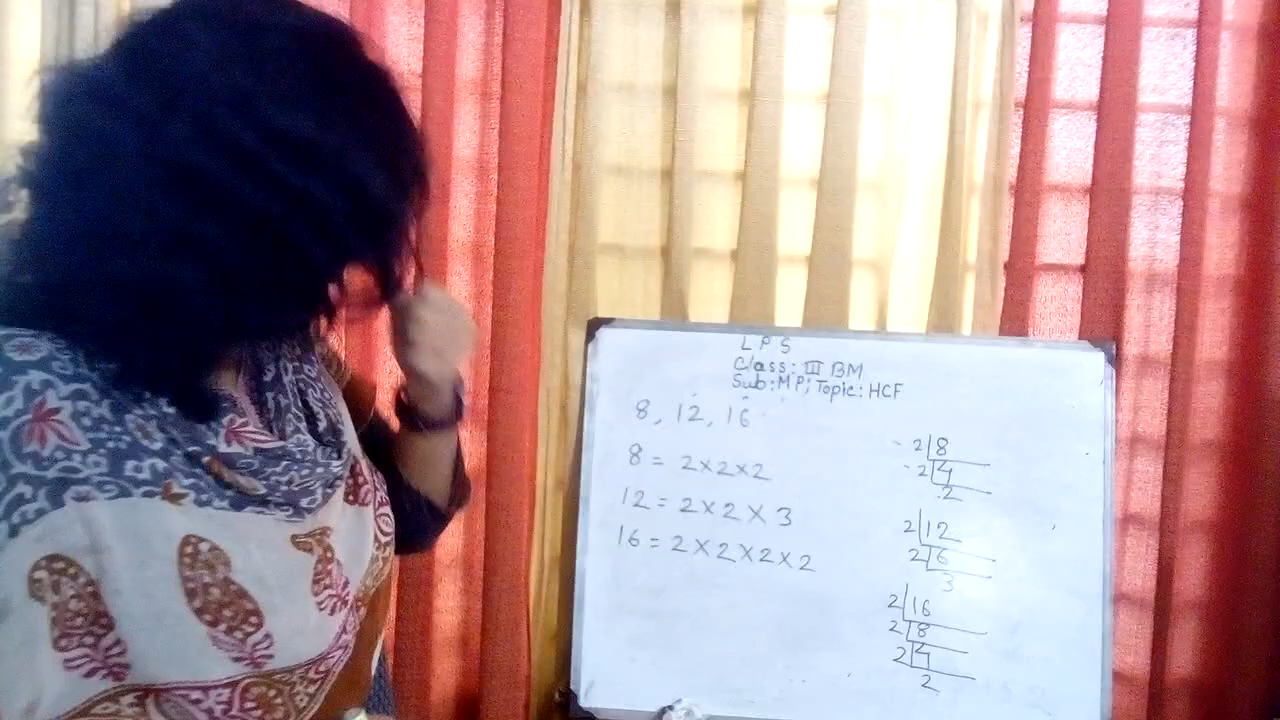 L P S
Class: III BM
Sub: MP; Topic: HCF
8, 12, 16
8 = 2×2×2
12 = 2×2×3
16 = 2×2×2×2
2 8
2 4
2
2 12
2 6
3
2 16
2 8
2 4
2